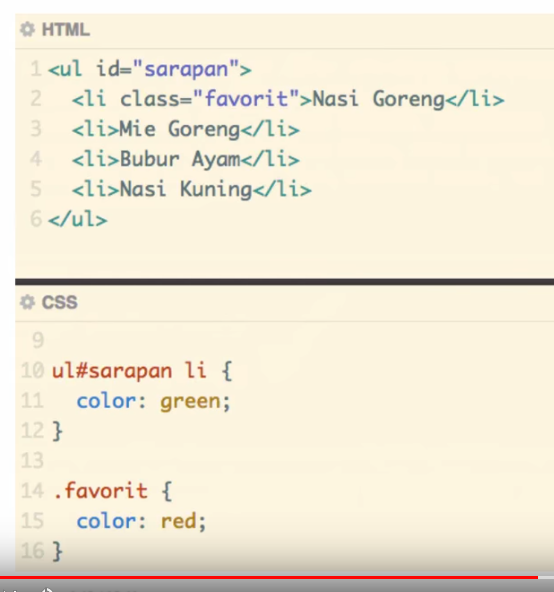 HTML
1 <ul id="sarapan">
2   <li class="favorit">Nasi Goreng</li>
3   <li>Mie Goreng</li>
4   <li>Bubur Ayam</li>
5   <li>Nasi Kuning</li>
6 </ul>
CSS
9
10 ul#sarapan li {
11   color: green;
12 }
13
14 .favorit {
15   color: red;
16 }